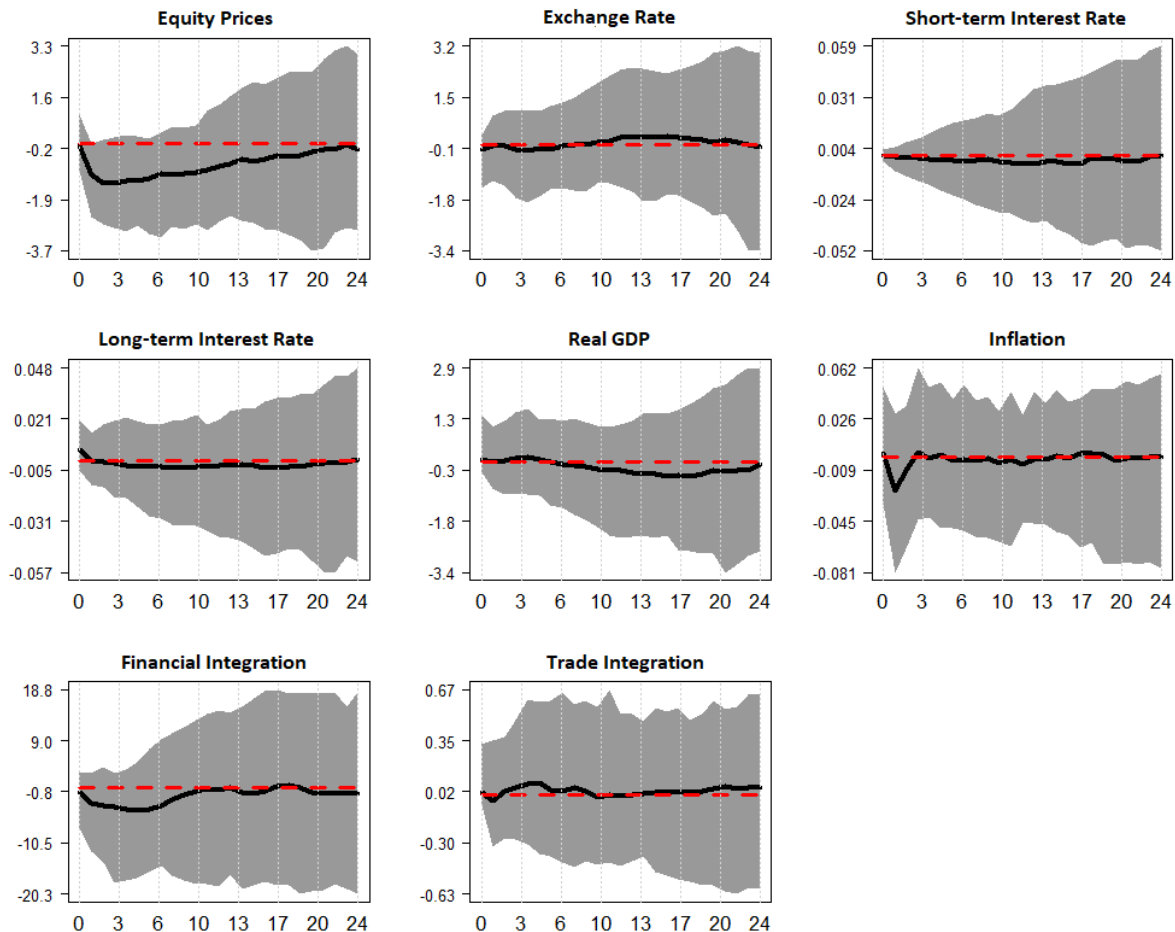 Equity Prices Exchange Rate Short-term Interest Rate
3.3 3.2 0.059
1.6 1.5 0.031
-0.2 -0.1 0.004
-1.9 -1.8 -0.024
-3.7 -3.4 -0.052
0 3 6 10 13 17 20 24 0 3 6 10 13 17 20 24 0 3 6 10 13 17 20 24
Long-term Interest Rate Real GDP Inflation
0.048 2.9 0.062
0.021 1.3 0.026
-0.005 -0.3 -0.009
-0.031 -1.8 -0.045
-0.057 -3.4 -0.081
0 3 6 10 13 17 20 24 0 3 6 10 13 17 20 24 0 3 6 10 13 17 20 24
Financial Integration Trade Integration
18.8 0.67
9.0 0.35
-0.8 0.02
-10.5 -0.30
-20.3 -0.63
0 3 6 10 13 17 20 24 0 3 6 10 13 17 20 24